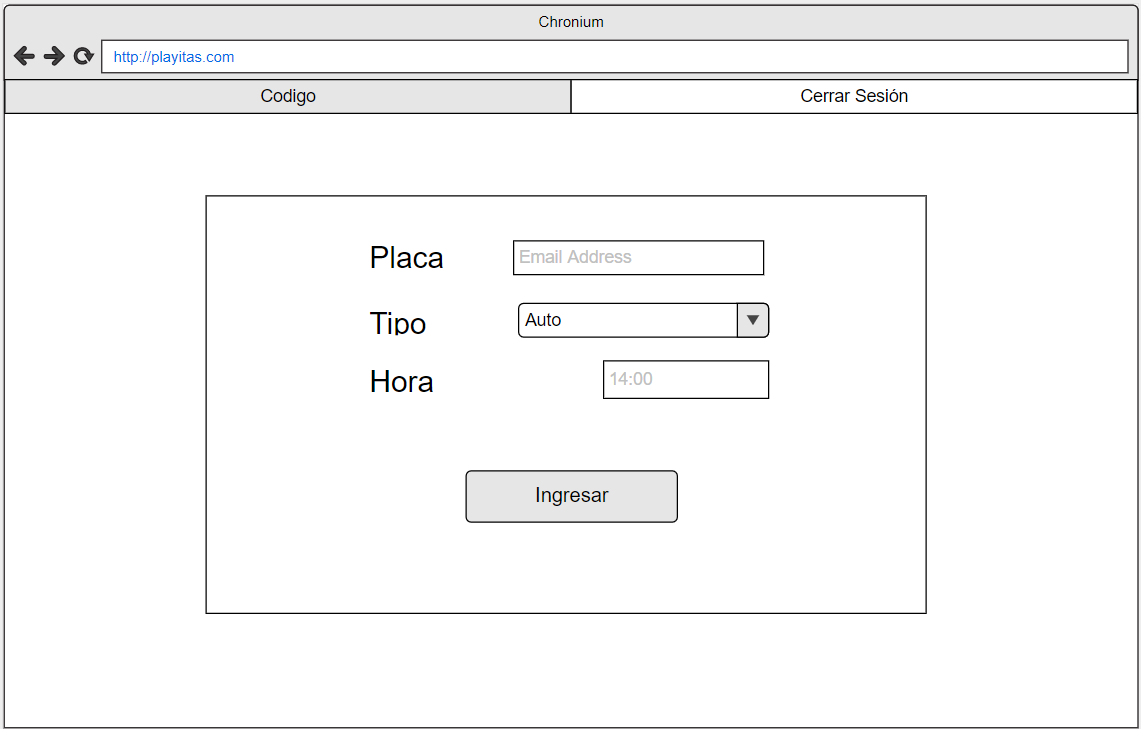 Chronium
http://playitas.com
Codigo Cerrar Sesión
Placa Email Address
Tipo Auto
Hora 14:00
Ingresar